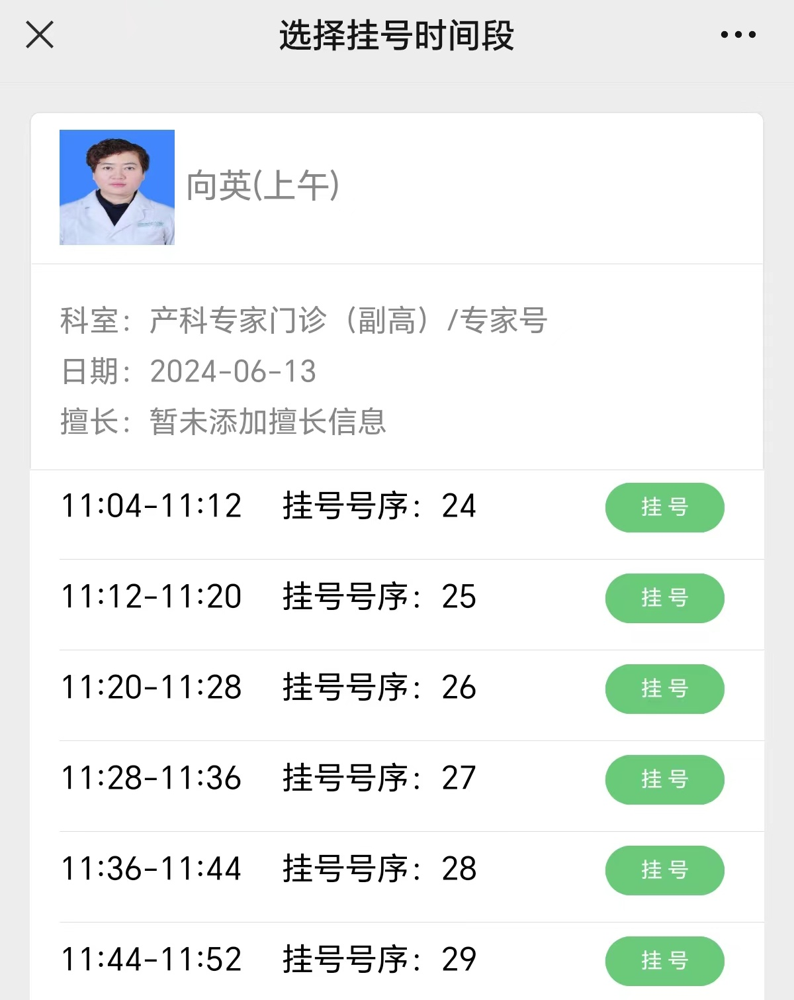 选择挂号时间段
向英(上午)
科室：产科专家门诊（副高）/专家号
日期：2024-06-13
擅长：暂未添加擅长信息
11:04-11:12 挂号号序：24 挂号
11:12-11:20 挂号号序：25 挂号
11:20-11:28 挂号号序：26 挂号
11:28-11:36 挂号号序：27 挂号
11:36-11:44 挂号号序：28 挂号
11:44-11:52 挂号号序：29 挂号